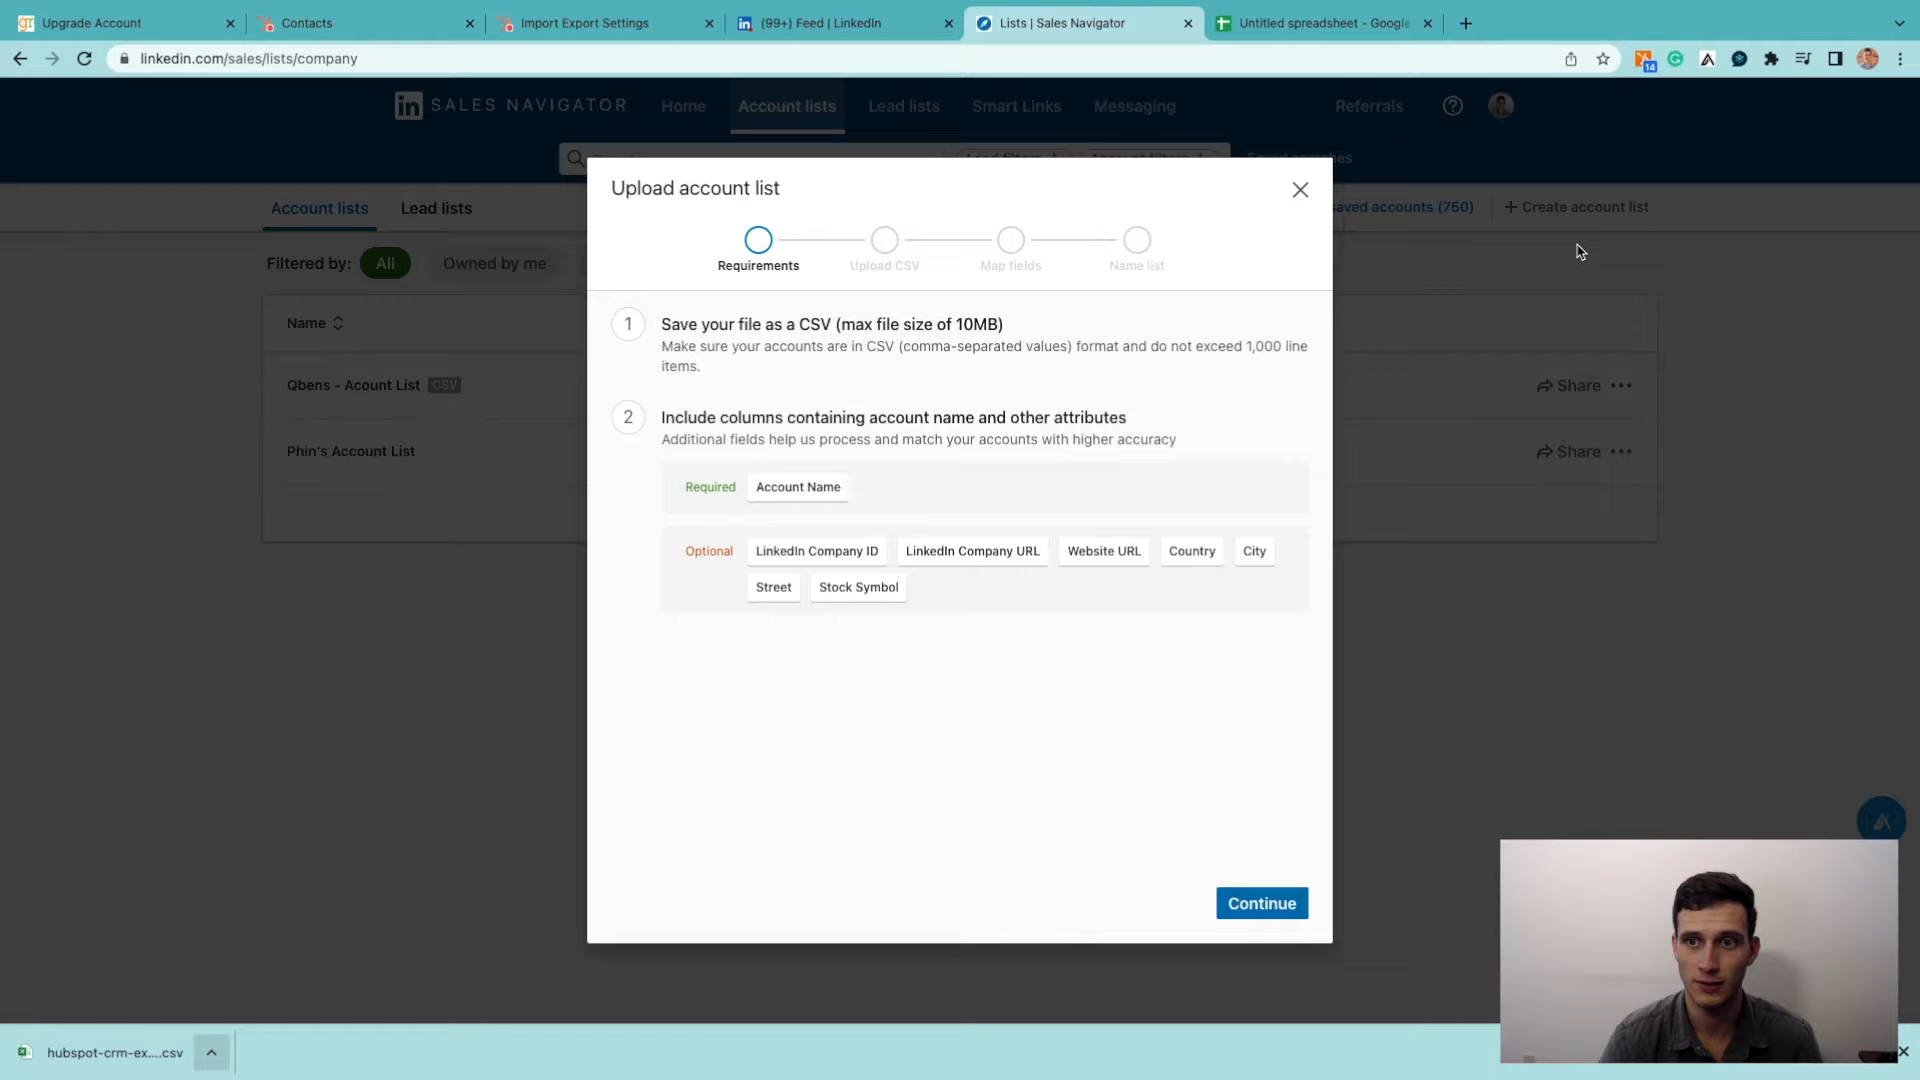 Upgrade Account
Contacts
Import Export Settings
(99+) Feed | LinkedIn
Lists | Sales Navigator
Untitled spreadsheet - Google
linkedin.com/sales/lists/company
14
in SALES NAVIGATOR
Home
Account lists
Lead lists
Smart Links
Messaging
Referrals
Account lists
Lead lists
saved accounts (750)
+ Create account list
Filtered by:
All
Owned by me
Name
Qbens - Acount List CSV
Share
Phin's Account List
Share
Upload account list
Requirements
Upload CSV
Map fields
Name list
1
Save your file as a CSV (max file size of 10MB)
Make sure your accounts are in CSV (comma-separated values) format and do not exceed 1,000 line
items.
2
Include columns containing account name and other attributes
Additional fields help us process and match your accounts with higher accuracy
Required Account Name
Optional LinkedIn Company ID LinkedIn Company URL Website URL Country City
Street Stock Symbol
Continue
hubspot-crm-ex....csv